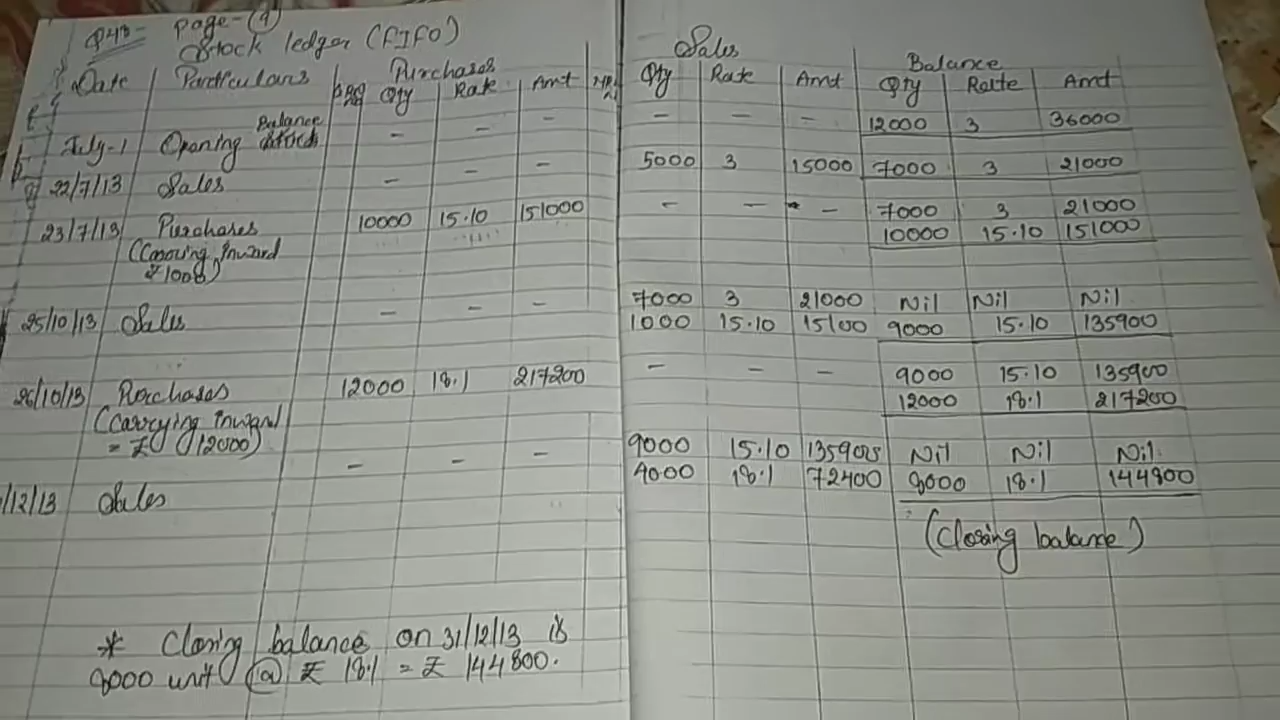 P4B- page-(9)
Stock ledger (FIFO)
Date Particulars Purchases Sales Balance
Qty Rate Amt Qty Rate Amt Qty Rate Amt
July-1 Opening Balance Stock - - - - - - 12000 3 36000
22/7/13 Sales - - - 5000 3 15000 7000 3 21000
23/7/13 Purchases 10000 15.10 151000 - - - 7000 3 21000
(Carrying Inward 10000 15.10 151000
₹1000)
25/10/13 Sales - - - 7000 3 21000 Nil Nil Nil
1000 15.10 15100 9000 15.10 135900
26/10/13 Purchases 12000 18.1 217200 - - - 9000 15.10 135900
(Carrying Inward 12000 18.1 217200
= ₹ 12000)
/12/13 Sales - - - 9000 15.10 135900 Nil Nil Nil
4000 18.1 72400 8000 18.1 144800
(Closing balance)
* Closing balance on 31/12/13 is
8000 unit @ ₹ 18.1 = ₹ 144800.